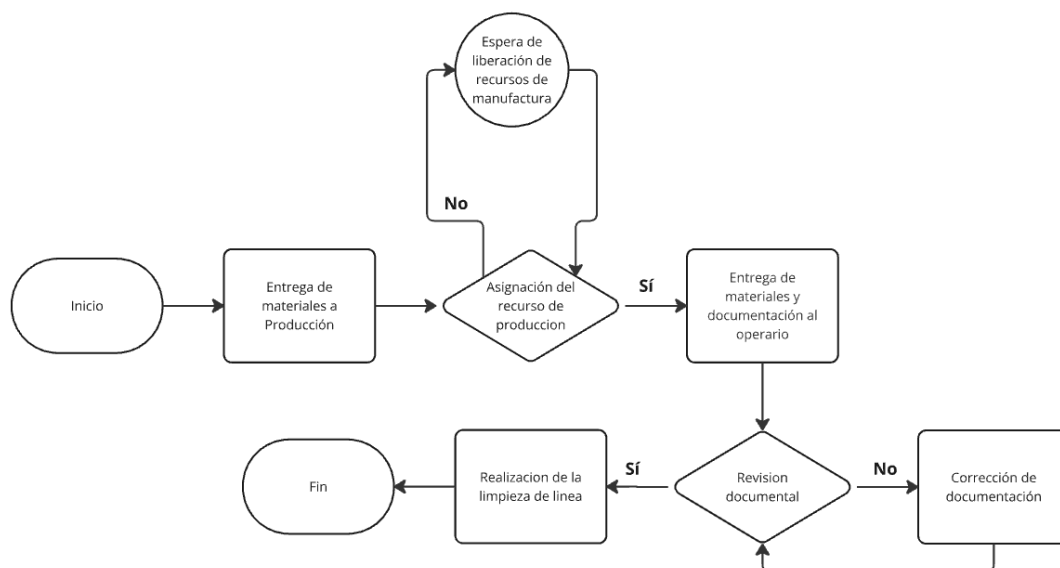 Espera de
liberación de
recursos de
manufactura
No
Inicio
Entrega de
materiales a
Producción
Asignación del
recurso de
produccion
Sí
Entrega de
materiales y
documentación al
operario
Fin
Realizacion de la
limpieza de linea
Sí
Revision
documental
No
Corrección de
documentación